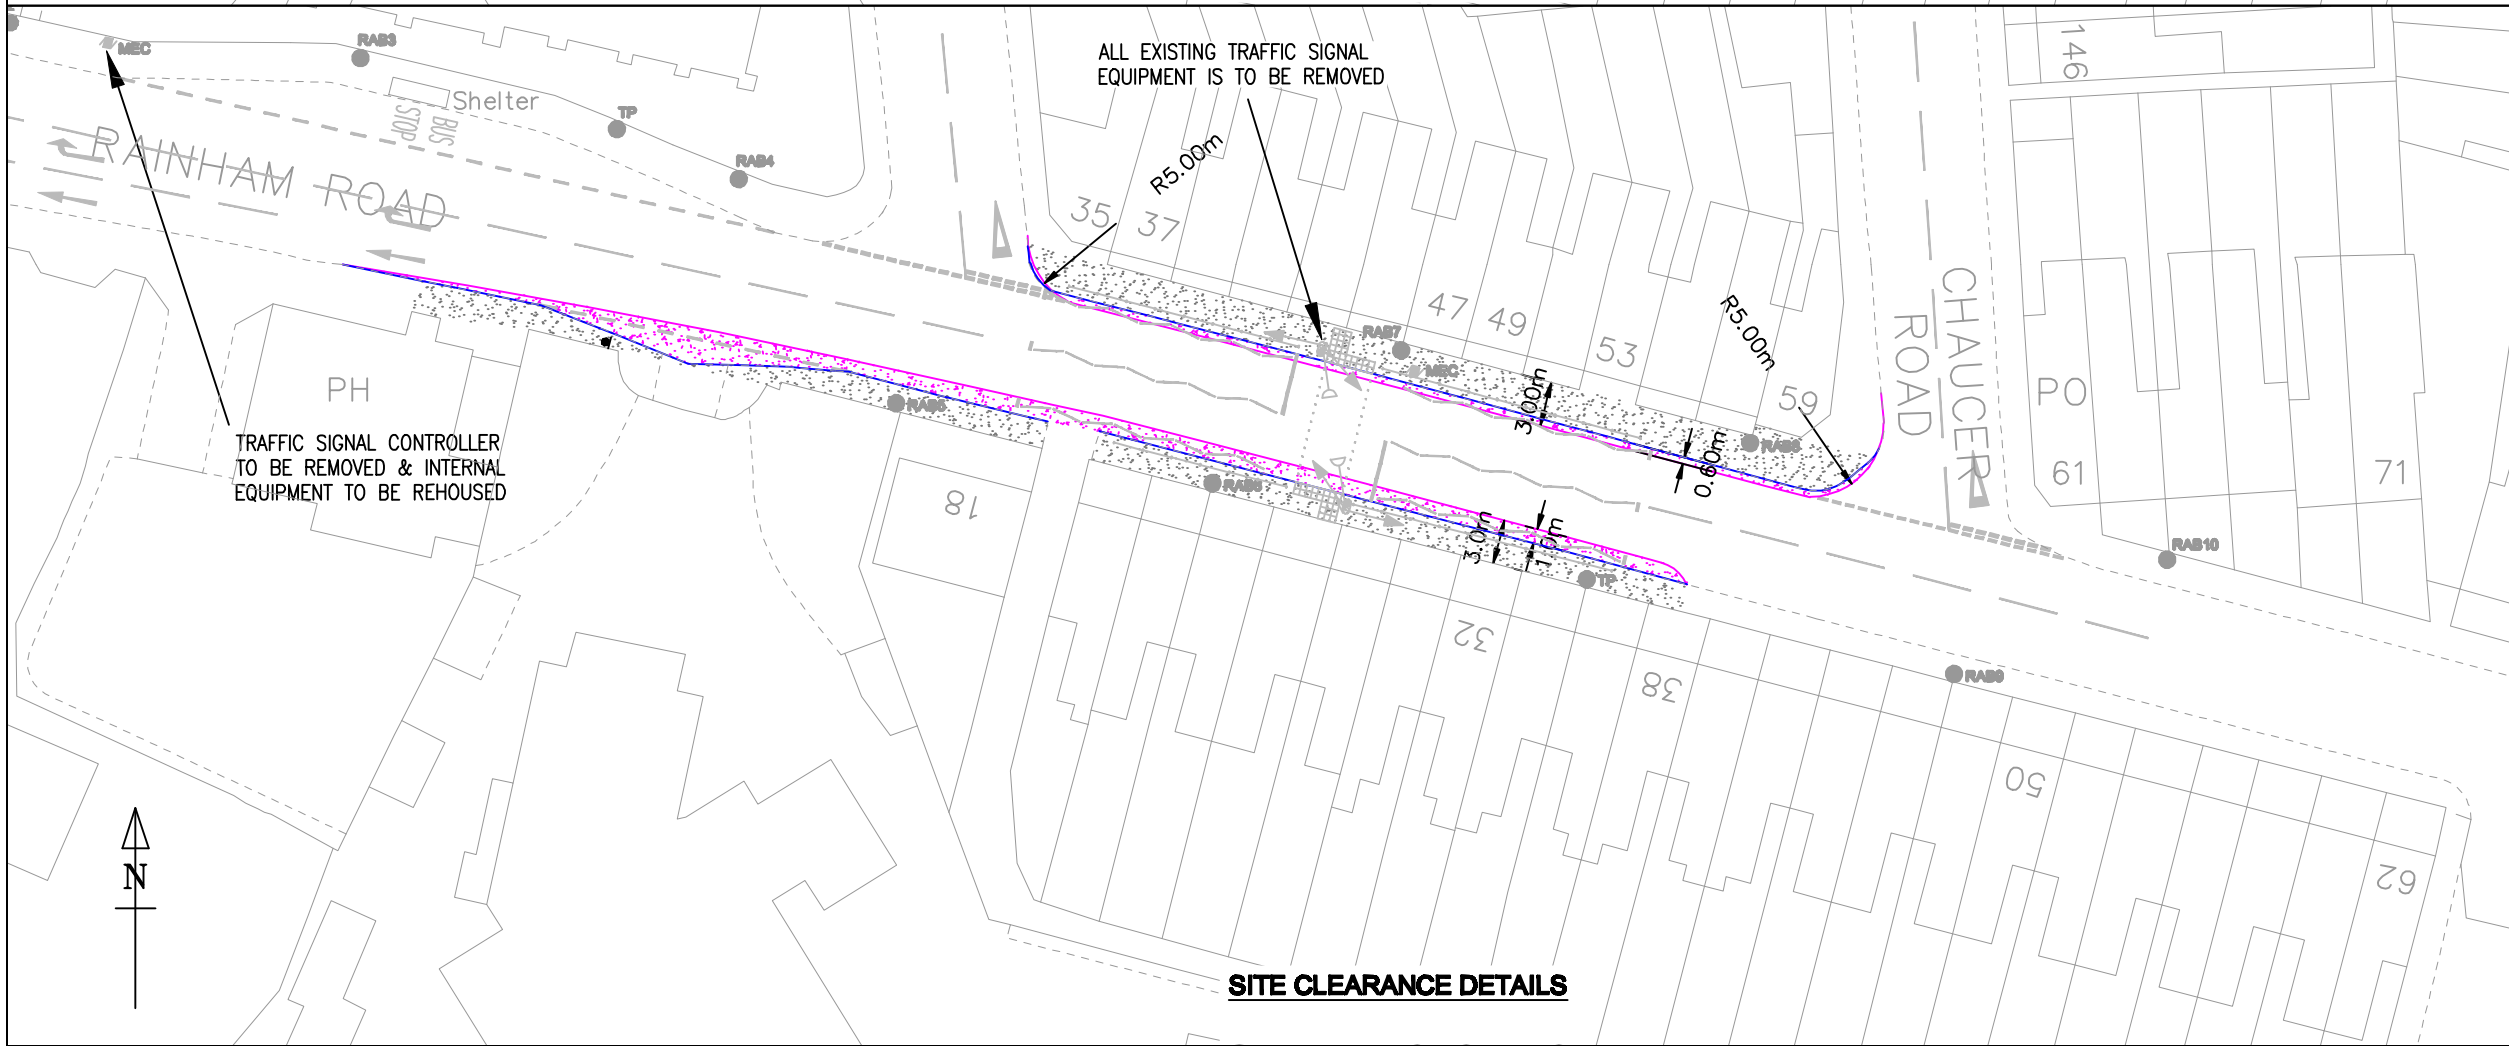 MEC
RAB3
ALL EXISTING TRAFFIC SIGNAL
EQUIPMENT IS TO BE REMOVED
146
Shelter
BUS
STOP
TP
RAB4
RAINHAM ROAD
R5.00m
35
37
47
49
53
59
RAB7
MEC
R5.00m
CHAUCER
ROAD
PO
61
71
PH
3.00m
0.60m
TRAFFIC SIGNAL CONTROLLER
TO BE REMOVED & INTERNAL
EQUIPMENT TO BE REHOUSED
18
3.0m
TP
RAB10
32
38
RAB9
50
62
N
SITE CLEARANCE DETAILS